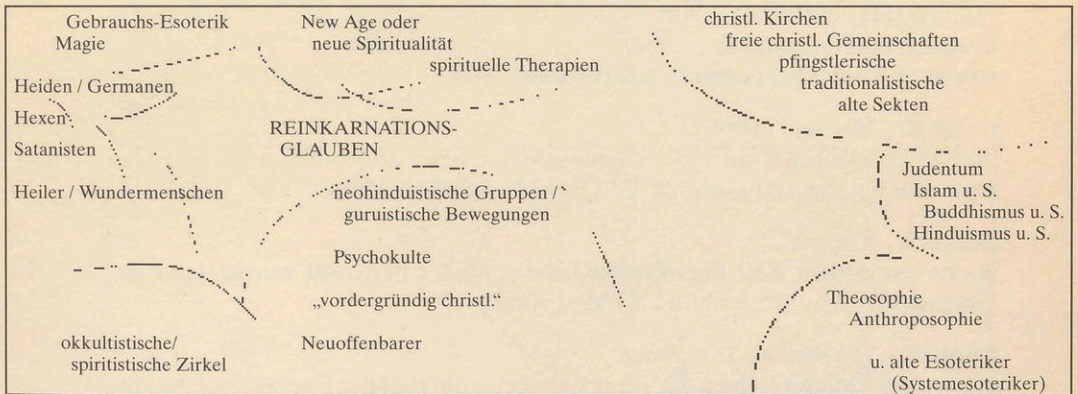 Gebrauchs-Esoterik
Magie
Heiden / Germanen
Hexen
Satanisten
Heiler / Wundermenschen
okkultistische/
spiritistische Zirkel
New Age oder
neue Spiritualität
spirituelle Therapien
REINKARNATIONS-
GLAUBEN
neohinduistische Gruppen /
guruistische Bewegungen
Psychokulte
„vordergründig christl.“
Neuoffenbarer
christl. Kirchen
freie christl. Gemeinschaften
pfingstlerische
traditionalistische
alte Sekten
Judentum
Islam u. S.
Buddhismus u. S.
Hinduismus u. S.
Theosophie
Anthroposophie
u. alte Esoteriker
(Systemesoteriker)